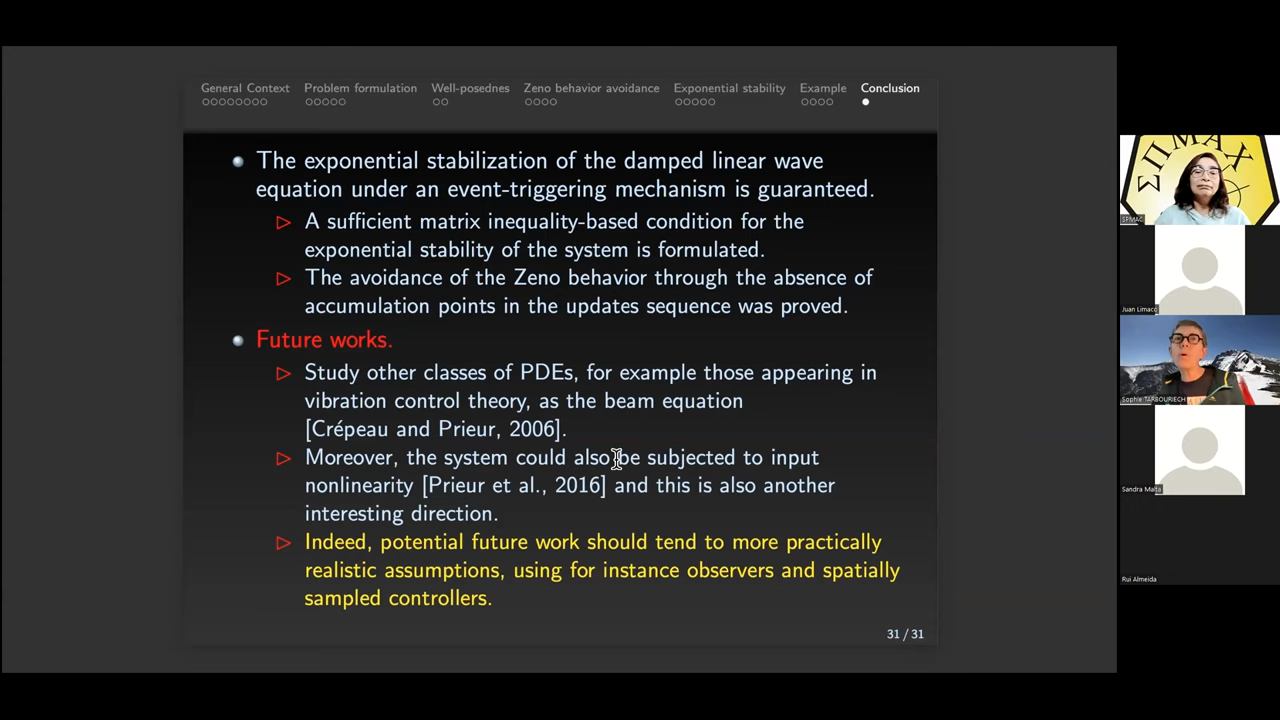 General Context Problem formulation Well-posednes Zeno behavior avoidance Exponential stability Example Conclusion
The exponential stabilization of the damped linear wave
equation under an event-triggering mechanism is guaranteed.
A sufficient matrix inequality-based condition for the
exponential stability of the system is formulated.
The avoidance of the Zeno behavior through the absence of
accumulation points in the updates sequence was proved.
Future works.
Study other classes of PDEs, for example those appearing in
vibration control theory, as the beam equation
[Crépeau and Prieur, 2006].
Moreover, the system could also be subjected to input
nonlinearity [Prieur et al., 2016] and this is also another
interesting direction.
Indeed, potential future work should tend to more practically
realistic assumptions, using for instance observers and spatially
sampled controllers.
31 / 31
ΣΠΜΑΧ
SPMAC
Juan Limaco
Sophie TARBOURIECH
Sandra Malta
Rui Almeida